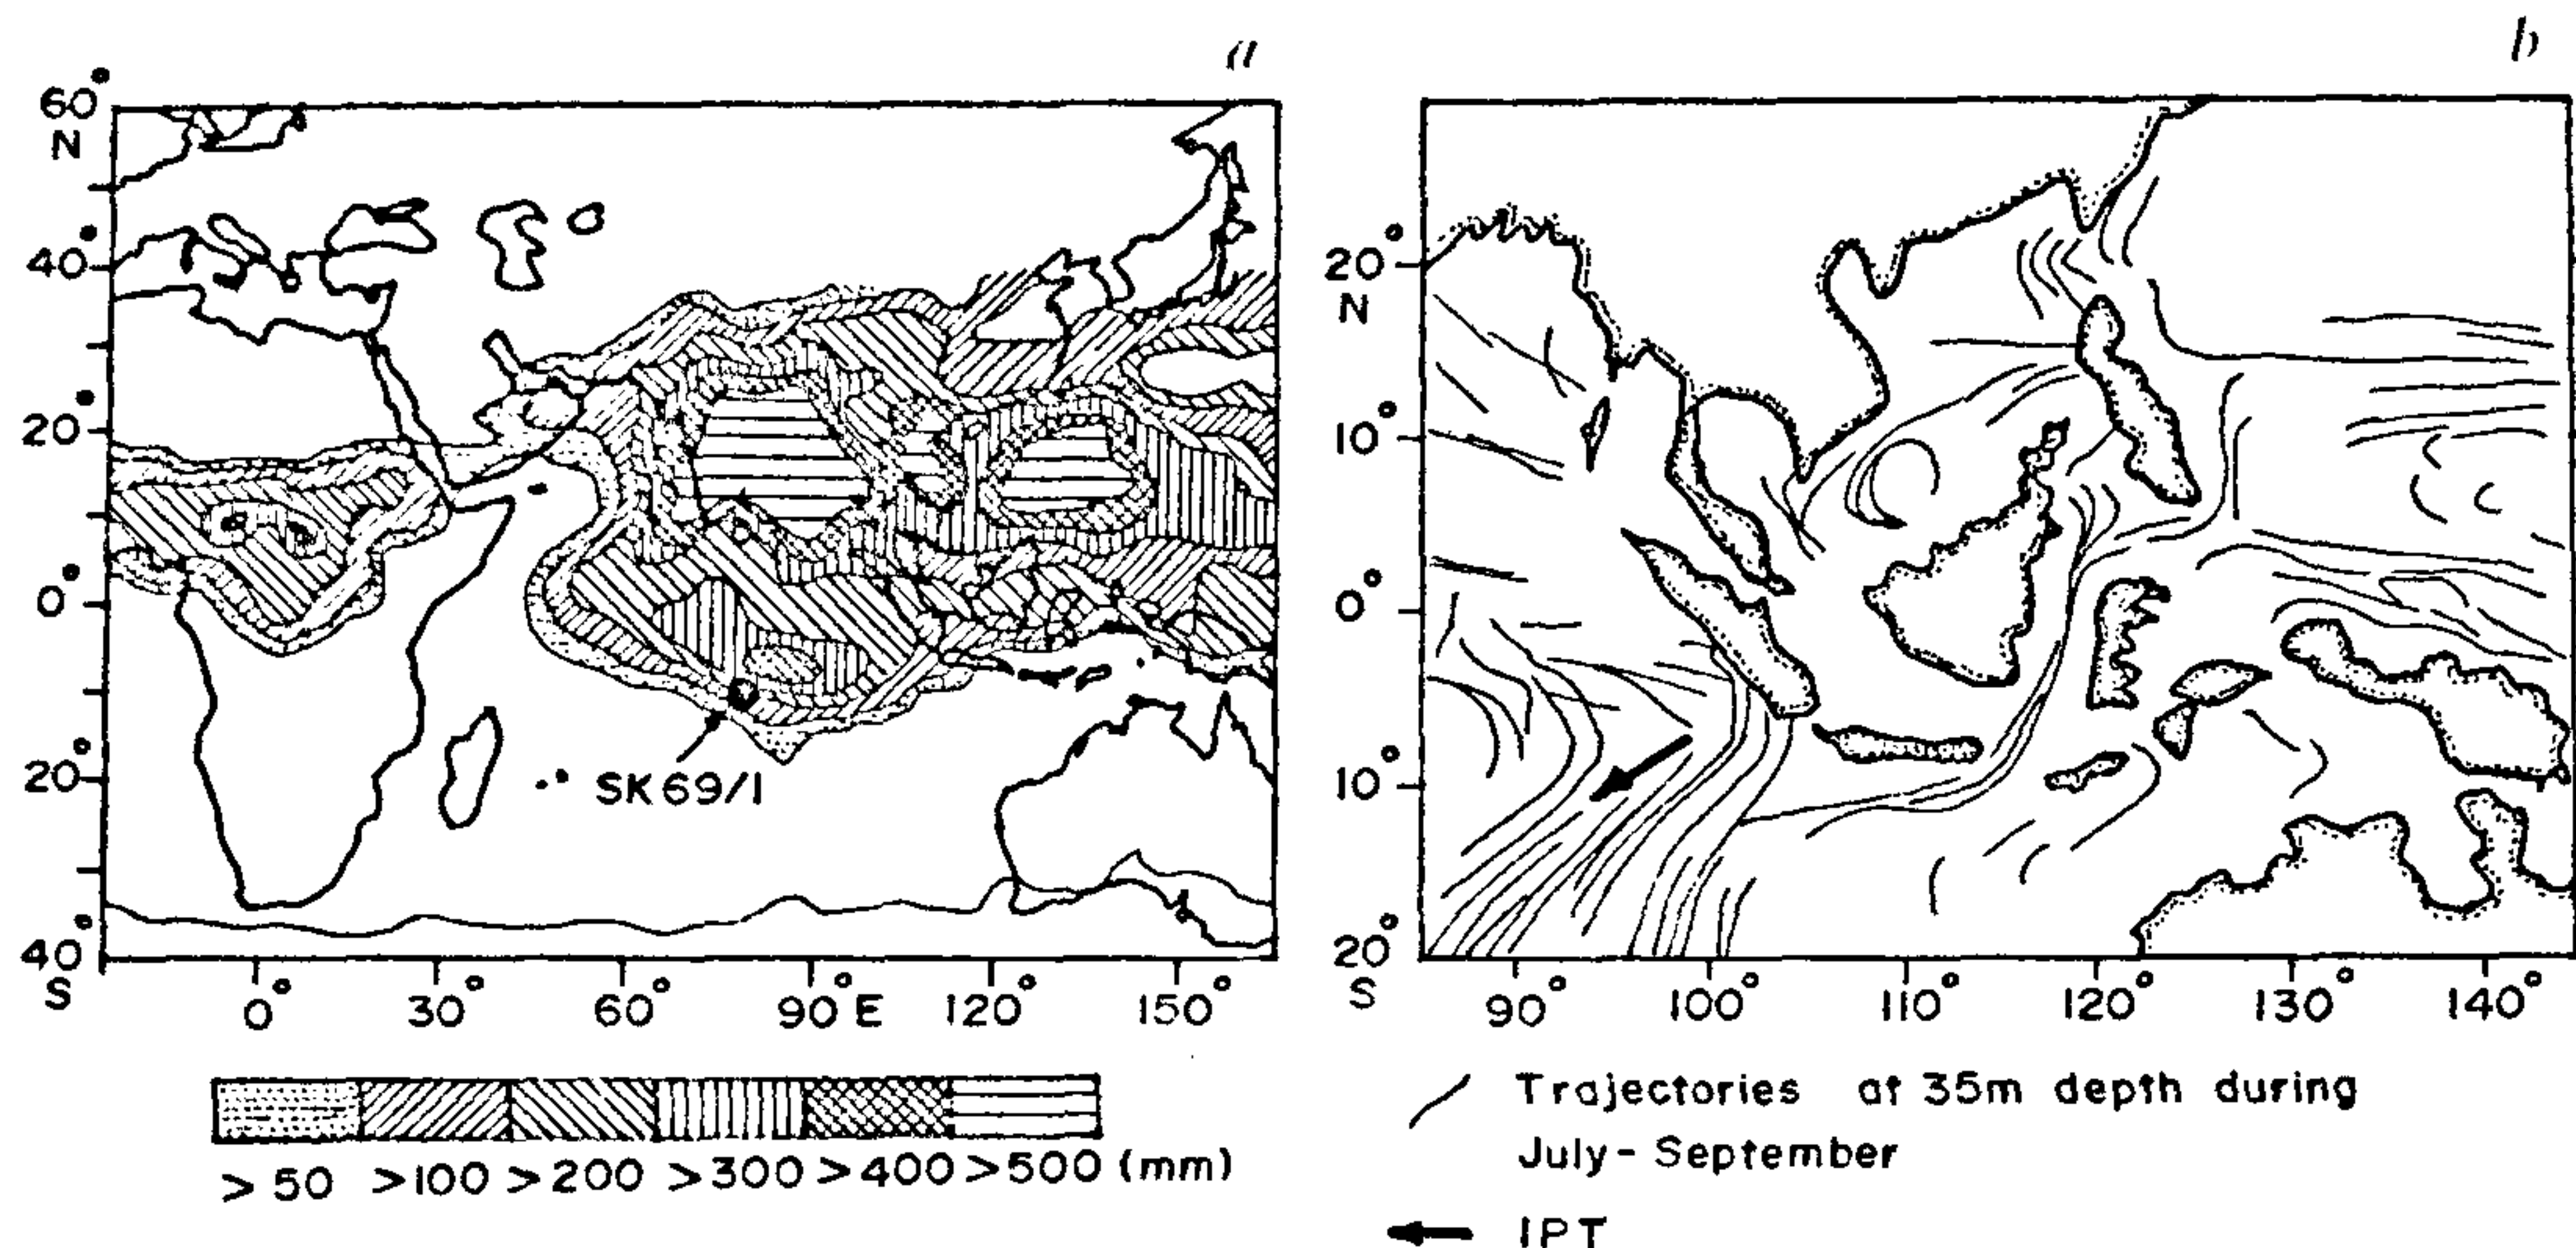 a
b
60°
N
40°
20°
0°
20°
40°
S
0° 30° 60° 90°E 120° 150°
SK 69/1
>50 >100 >200 >300 >400 >500 (mm)
20°
N
10°
0°
10°
20°
S
90° 100° 110° 120° 130° 140°
Trajectories at 35m depth during
July - September
IPT